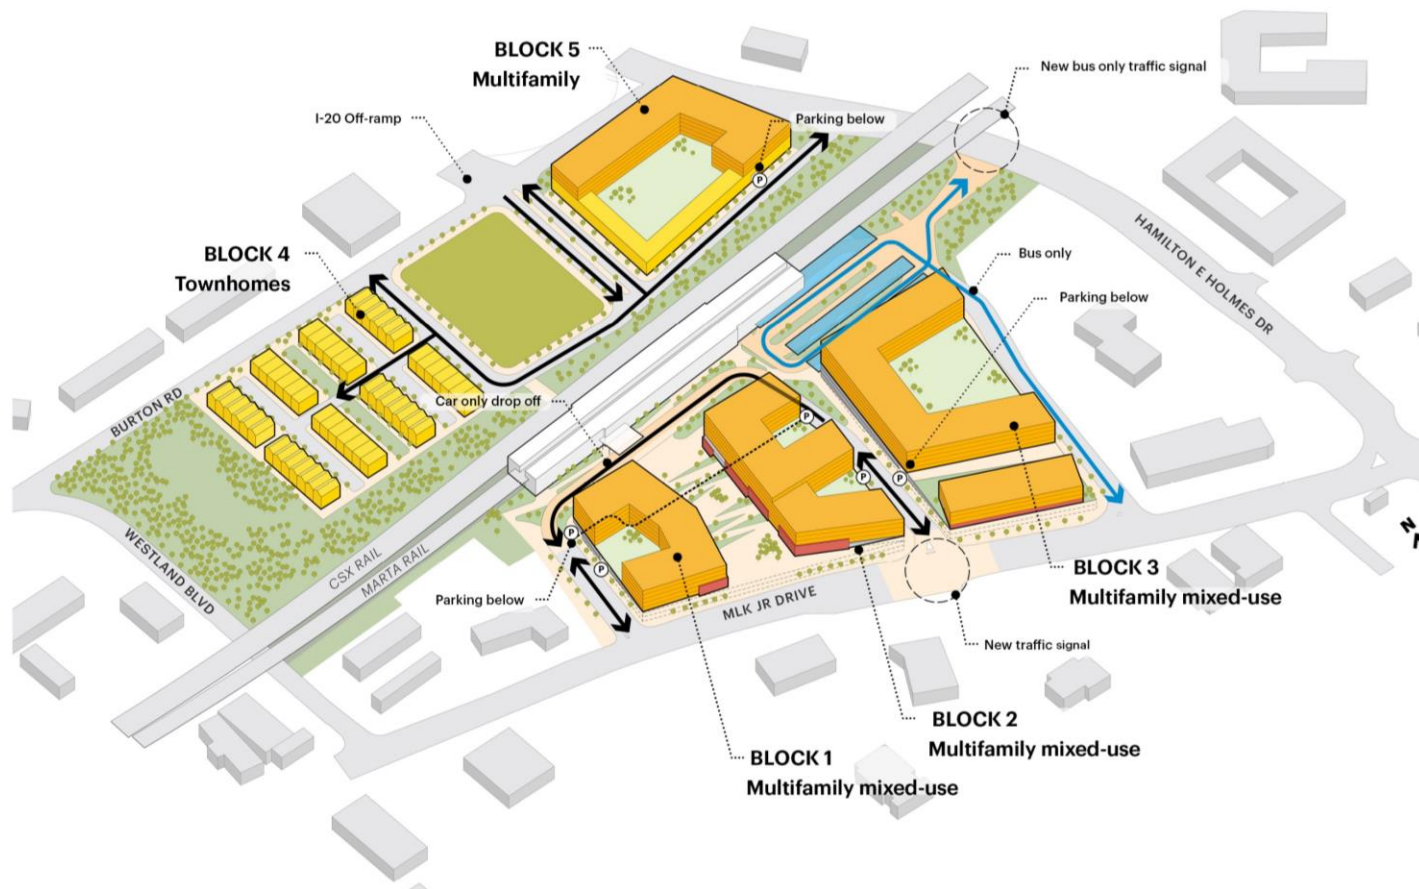 BLOCK 5
Multifamily
New bus only traffic signal
I-20 Off-ramp
Parking below
P
HAMILTON E HOLMES DR
BLOCK 4
Townhomes
Bus only
Parking below
BURTON RD
Car only drop off
P
P
P
P
P
N
WESTLAND BLVD
CSX RAIL
MARTA RAIL
BLOCK 3
Multifamily mixed-use
Parking below
MLK JR DRIVE
New traffic signal
BLOCK 2
Multifamily mixed-use
BLOCK 1
Multifamily mixed-use